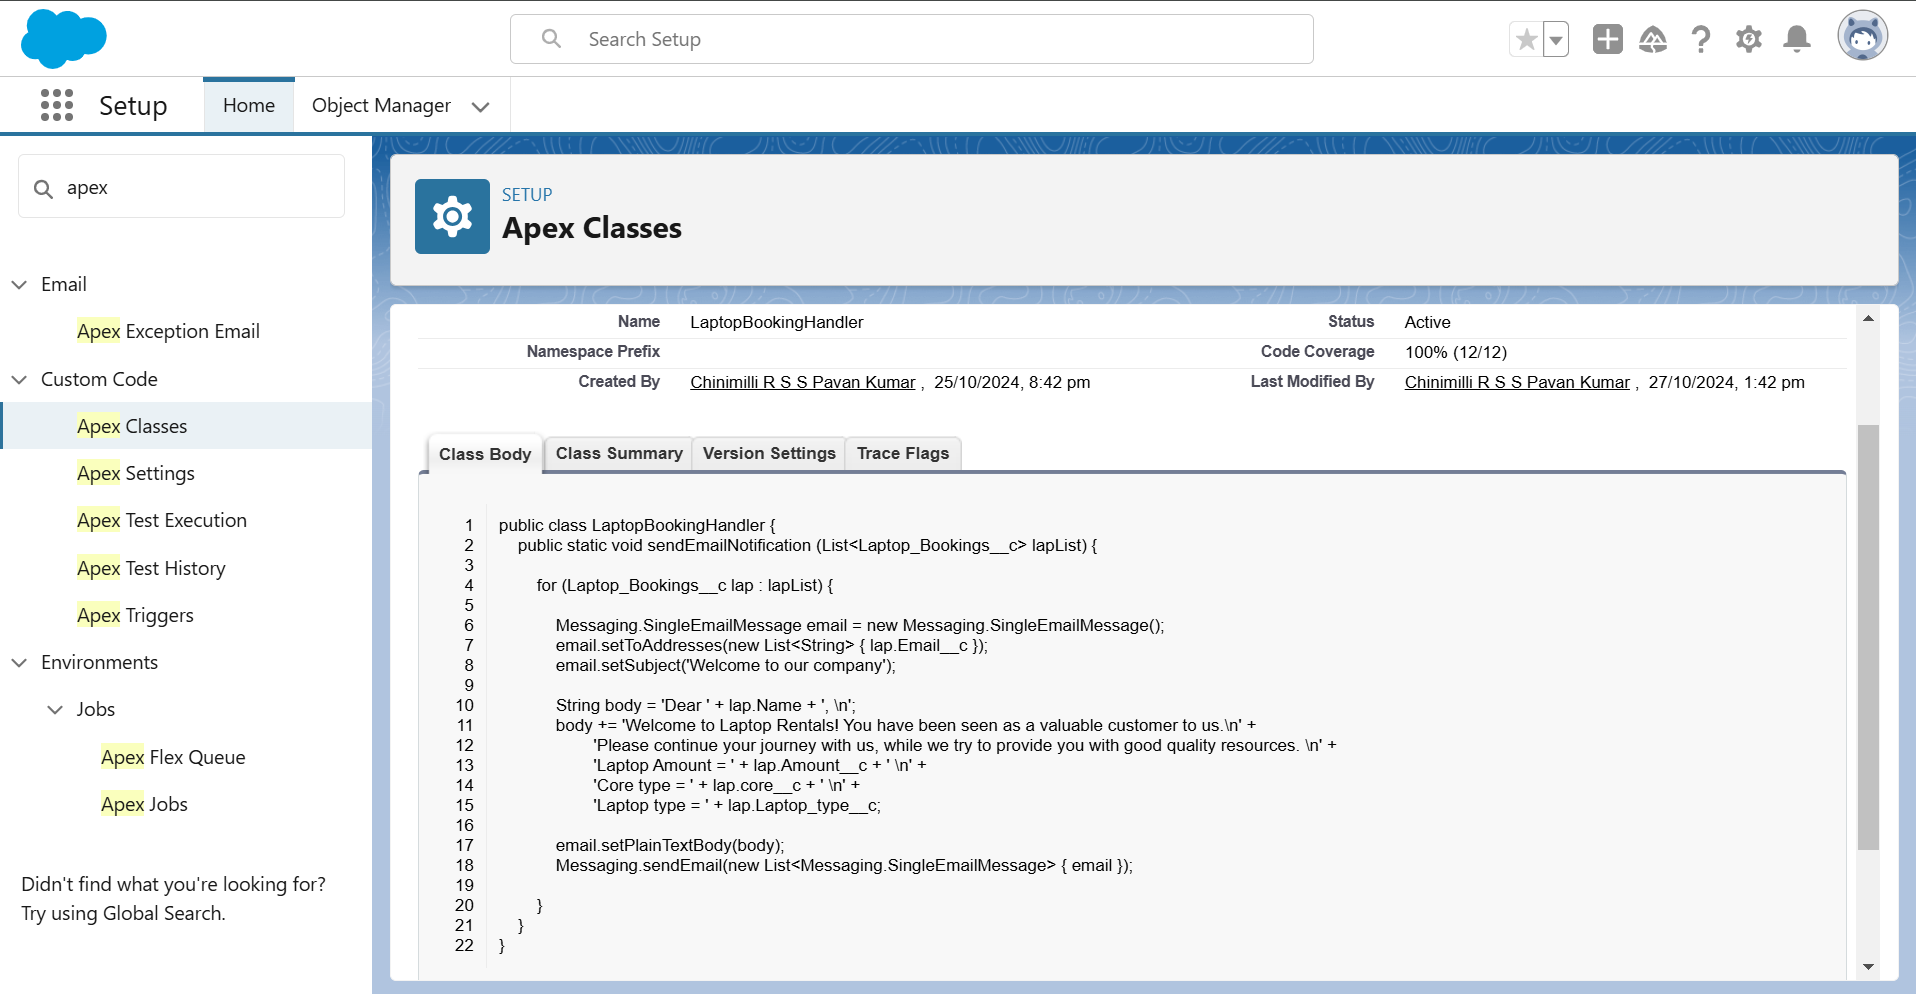 Search Setup
Setup
Home
Object Manager
apex
Email
Apex Exception Email
Custom Code
Apex Classes
Apex Settings
Apex Test Execution
Apex Test History
Apex Triggers
Environments
Jobs
Apex Flex Queue
Apex Jobs
Didn't find what you're looking for?
Try using Global Search.
SETUP
Apex Classes
Name LaptopBookingHandler Status Active
Namespace Prefix Code Coverage 100% (12/12)
Created By Chinimilli R S S Pavan Kumar , 25/10/2024, 8:42 pm Last Modified By Chinimilli R S S Pavan Kumar , 27/10/2024, 1:42 pm
Class Body Class Summary Version Settings Trace Flags
1 public class LaptopBookingHandler {
2 public static void sendEmailNotification (List<Laptop_Bookings__c> lapList) {
3
4 for (Laptop_Bookings__c lap : lapList) {
5
6 Messaging.SingleEmailMessage email = new Messaging.SingleEmailMessage();
7 email.setToAddresses(new List<String> { lap.Email__c });
8 email.setSubject('Welcome to our company');
9
10 String body = 'Dear ' + lap.Name + ', \n';
11 body += 'Welcome to Laptop Rentals! You have been seen as a valuable customer to us.\n' +
12 'Please continue your journey with us, while we try to provide you with good quality resources. \n' +
13 'Laptop Amount = ' + lap.Amount__c + ' \n' +
14 'Core type = ' + lap.core__c + ' \n' +
15 'Laptop type = ' + lap.Laptop_type__c;
16
17 email.setPlainTextBody(body);
18 Messaging.sendEmail(new List<Messaging.SingleEmailMessage> { email });
19
20 }
21 }
22 }